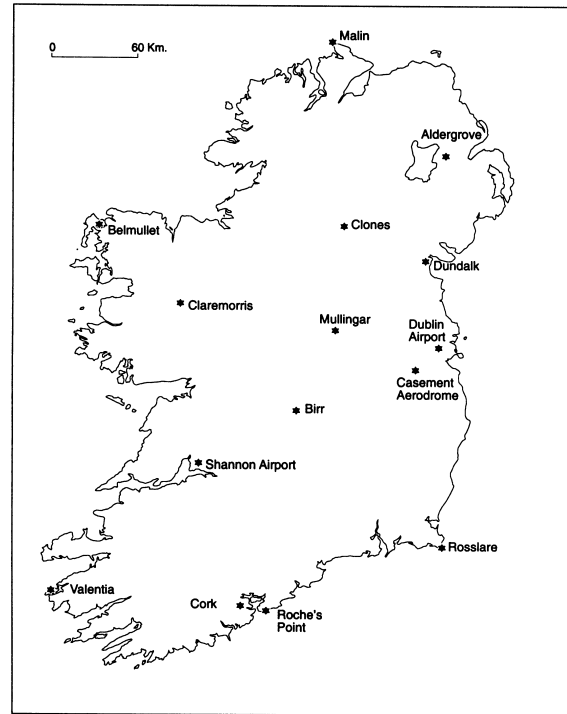 Malin
0 60 Km.
Aldergrove
Clones
Belmullet
Dundalk
Claremorris
Mullingar
Dublin
Airport
Casement
Aerodrome
Birr
Shannon Airport
Rosslare
Valentia
Cork
Roche's
Point